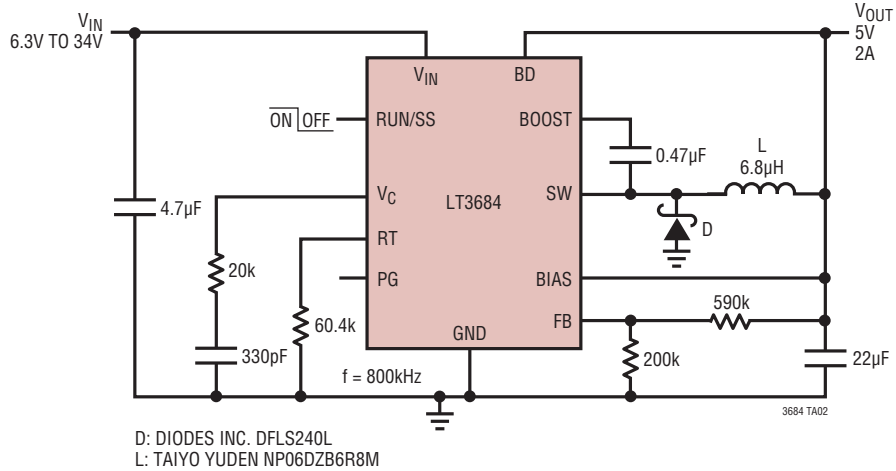 VIN
6.3V TO 34V
VOUT
5V
2A
VIN
BD
ON OFF
RUN/SS
BOOST
0.47µF
L
6.8µH
4.7µF
VC
LT3684
SW
D
20k
RT
PG
BIAS
590k
60.4k
FB
330pF
GND
200k
22µF
f = 800kHz
3684 TA02
D: DIODES INC. DFLS240L
L: TAIYO YUDEN NP06DZB6R8M